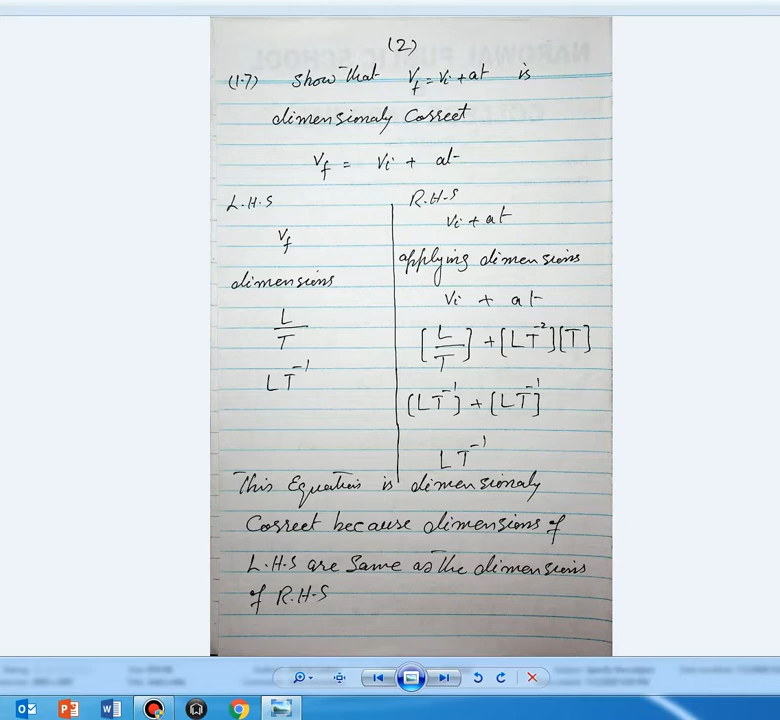 (2)
(1.7) Show that Vf = Vi + at is
dimensionaly Correct
Vf = Vi + at
L.H.S
Vf
dimensions
L/T
LT⁻¹
R.H.S
Vi + at
applying dimensions
Vi + at
[L/T] + [LT⁻²][T]
[LT⁻¹] + [LT⁻¹]
LT⁻¹
This Equation is dimensionaly
Correct because dimensions of
L.H.S are Same as the dimensions
of R.H.S